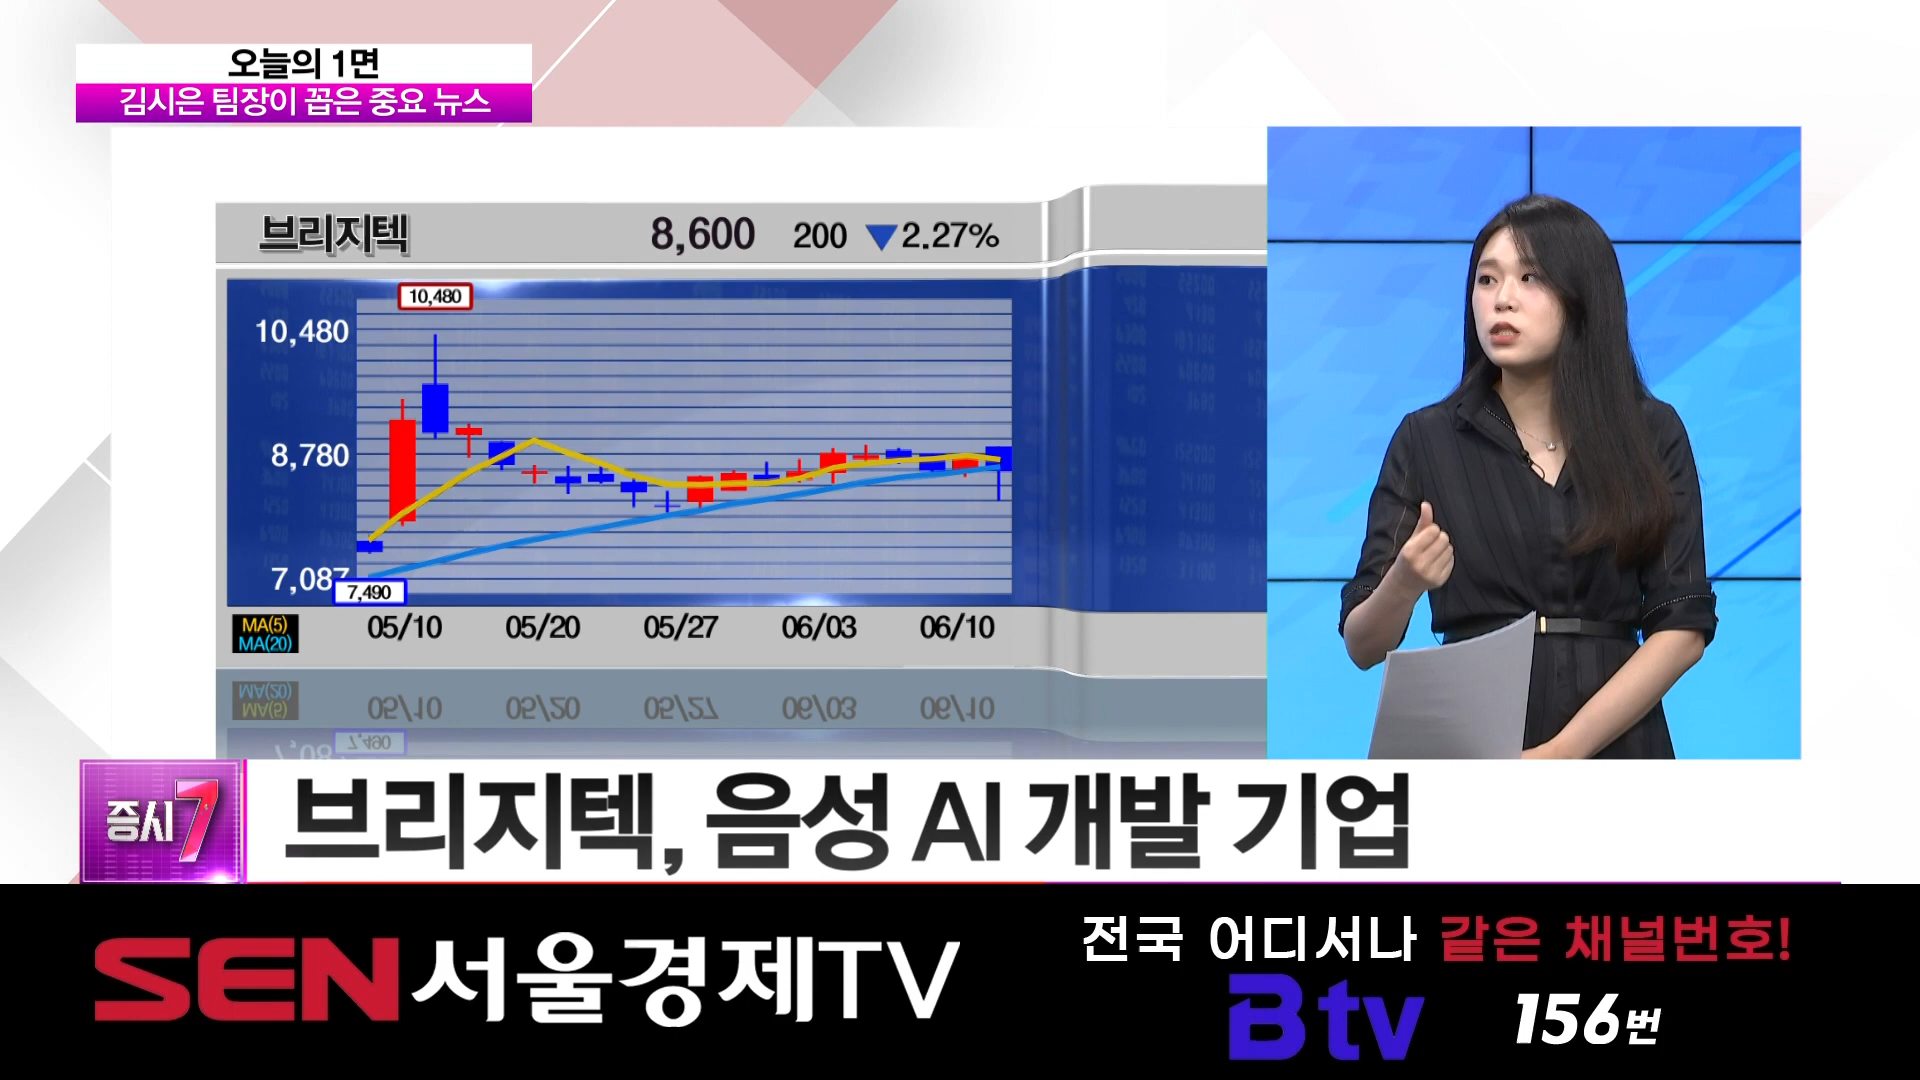 오늘의 1면
김시은 팀장이 꼽은 중요 뉴스
브리지텍 8,600 200 ▼2.27%
10,480
10,480
8,780
7,087
7,490
MA(5)
MA(20)
05/10 05/20 05/27 06/03 06/10
증시7
브리지텍, 음성 AI 개발 기업
SEN서울경제TV
전국 어디서나 같은 채널번호!
B tv 156번